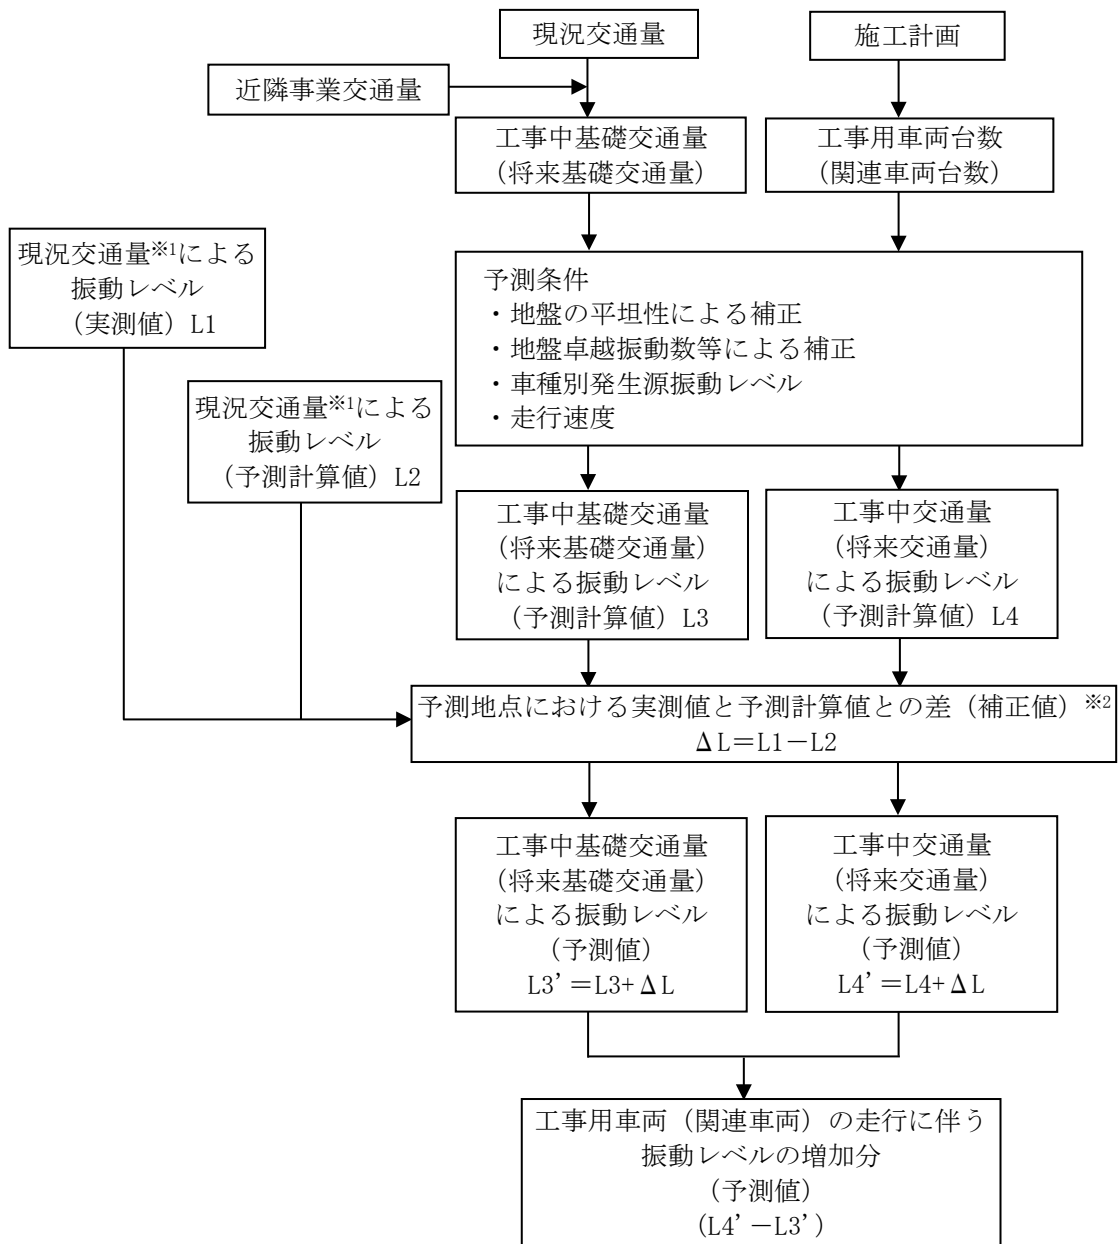 現況交通量
施工計画
近隣事業交通量
工事中基礎交通量
(将来基礎交通量)
工事用車両台数
(関連車両台数)
現況交通量※1による
振動レベル
(実測値)L1
予測条件
・地盤の平坦性による補正
・地盤卓越振動数等による補正
・車種別発生源振動レベル
・走行速度
現況交通量※1による
振動レベル
(予測計算値)L2
工事中基礎交通量
(将来基礎交通量)
による振動レベル
(予測計算値)L3
工事中交通量
(将来交通量)
による振動レベル
(予測計算値)L4
予測地点における実測値と予測計算値との差(補正値)※2
ΔL=L1-L2
工事中基礎交通量
(将来基礎交通量)
による振動レベル
(予測値)
L3’=L3+ΔL
工事中交通量
(将来交通量)
による振動レベル
(予測値)
L4’=L4+ΔL
工事用車両(関連車両)の走行に伴う
振動レベルの増加分
(予測値)
(L4’-L3’)